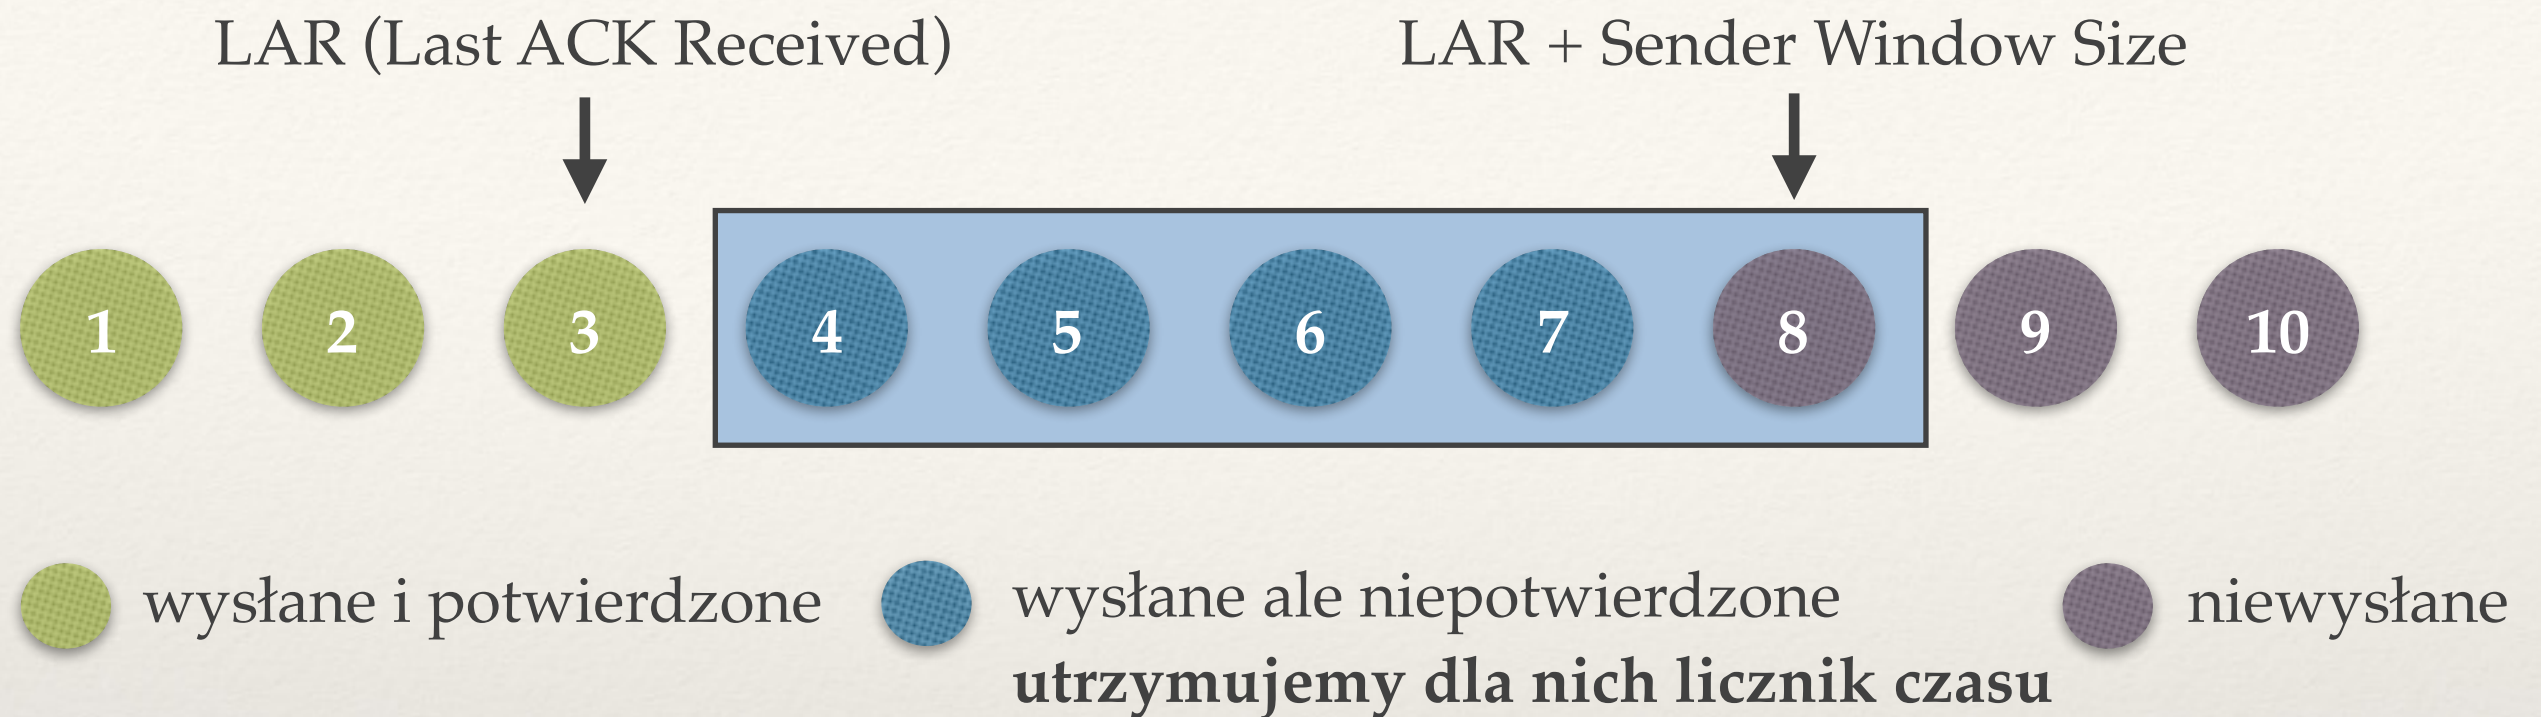 LAR (Last ACK Received)
LAR + Sender Window Size
1 2 3 4 5 6 7 8 9 10
wysłane i potwierdzone
wysłane ale niepotwierdzone
utrzymujemy dla nich licznik czasu
niewysłane